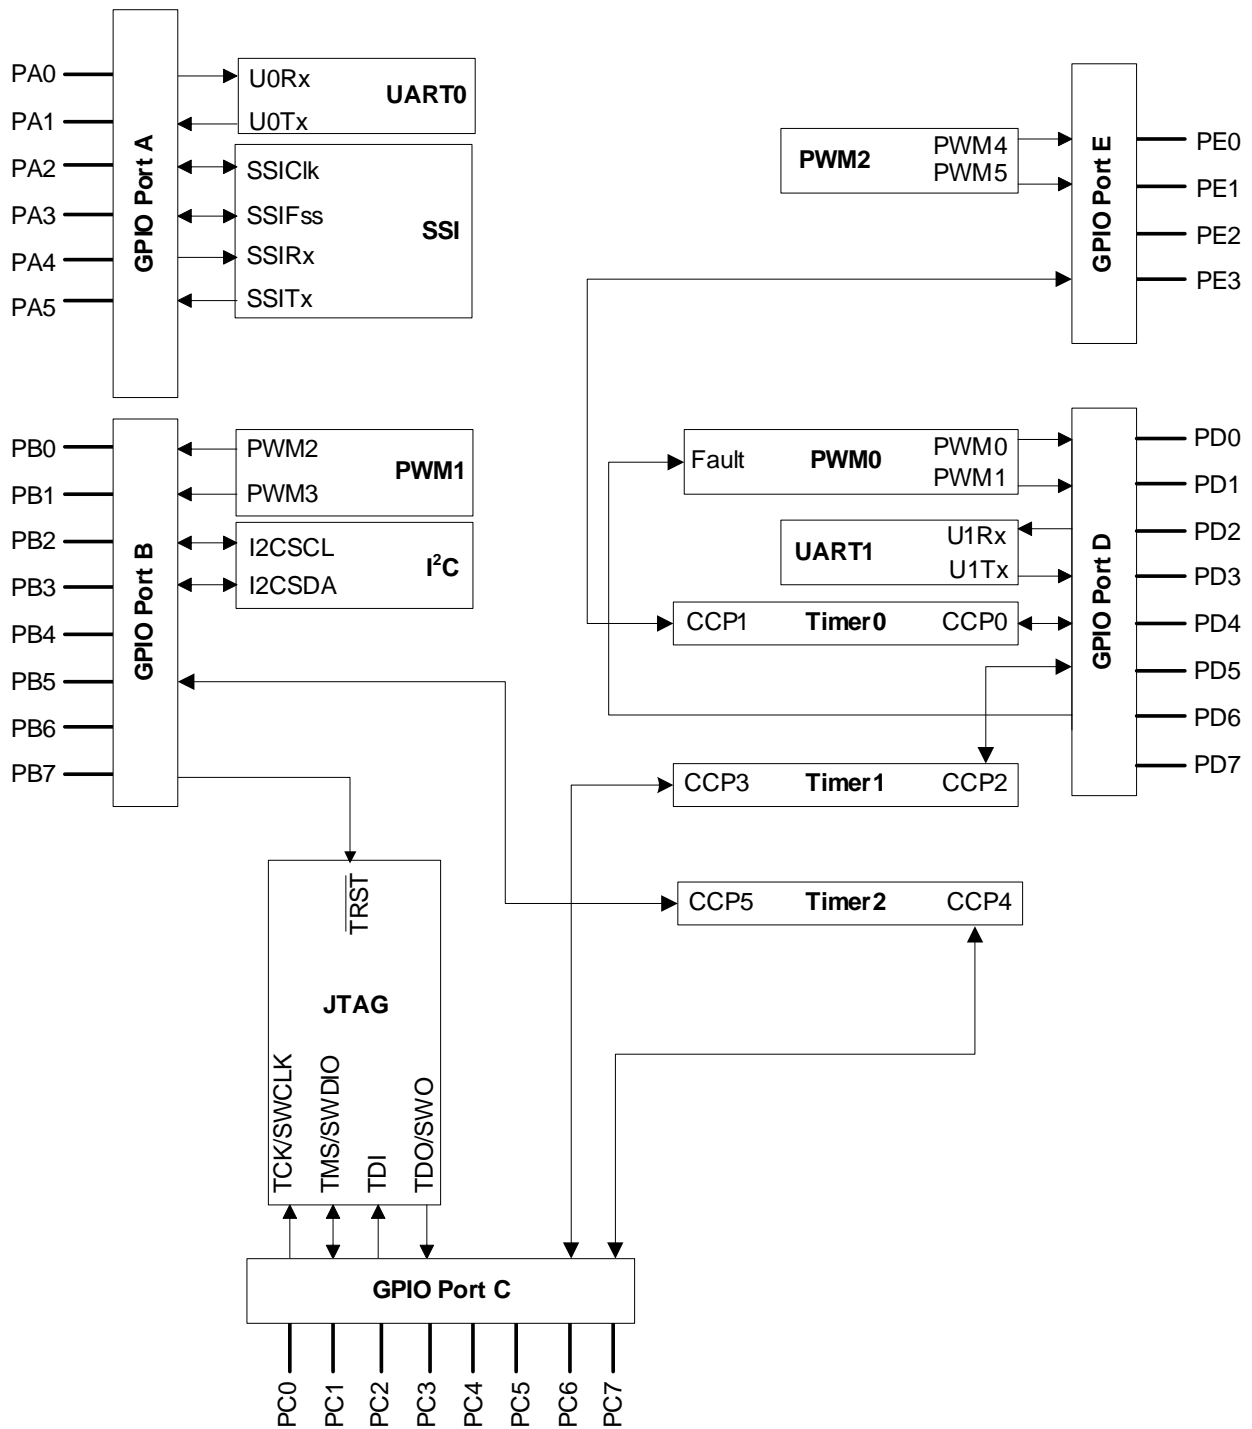 PA0
PA1
PA2
PA3
PA4
PA5
GPIO Port A
U0Rx
U0Tx
UART0
SSIClk
SSIFss
SSIRx
SSITx
SSI
PWM2
PWM4
PWM5
GPIO Port E
PE0
PE1
PE2
PE3
PB0
PB1
PB2
PB3
PB4
PB5
PB6
PB7
GPIO Port B
PWM2
PWM3
PWM1
I2CSCL
I2CSDA
I²C
Fault
PWM0
PWM0
PWM1
UART1
U1Rx
U1Tx
CCP1
Timer0
CCP0
CCP3
Timer1
CCP2
CCP5
Timer2
CCP4
GPIO Port D
PD0
PD1
PD2
PD3
PD4
PD5
PD6
PD7
TRST
JTAG
TCK/SWCLK
TMS/SWDIO
TDI
TDO/SWO
GPIO Port C
PC0
PC1
PC2
PC3
PC4
PC5
PC6
PC7